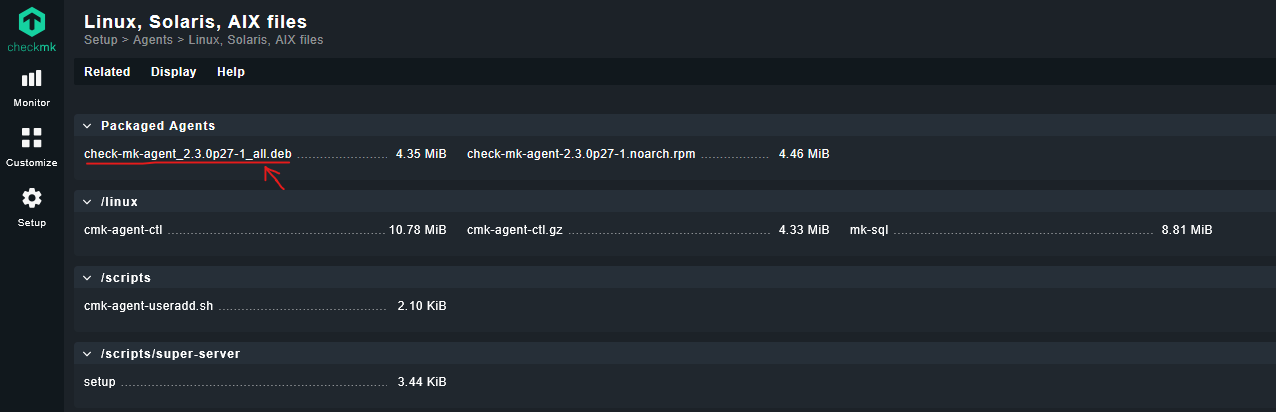 checkmk
Linux, Solaris, AIX files
Setup > Agents > Linux, Solaris, AIX files
Related Display Help
Monitor
Customize
Setup
Packaged Agents
check-mk-agent_2.3.0p27-1_all.deb 4.35 MiB check-mk-agent-2.3.0p27-1.noarch.rpm 4.46 MiB
/linux
cmk-agent-ctl 10.78 MiB cmk-agent-ctl.gz 4.33 MiB mk-sql 8.81 MiB
/scripts
cmk-agent-useradd.sh 2.10 KiB
/scripts/super-server
setup 3.44 KiB